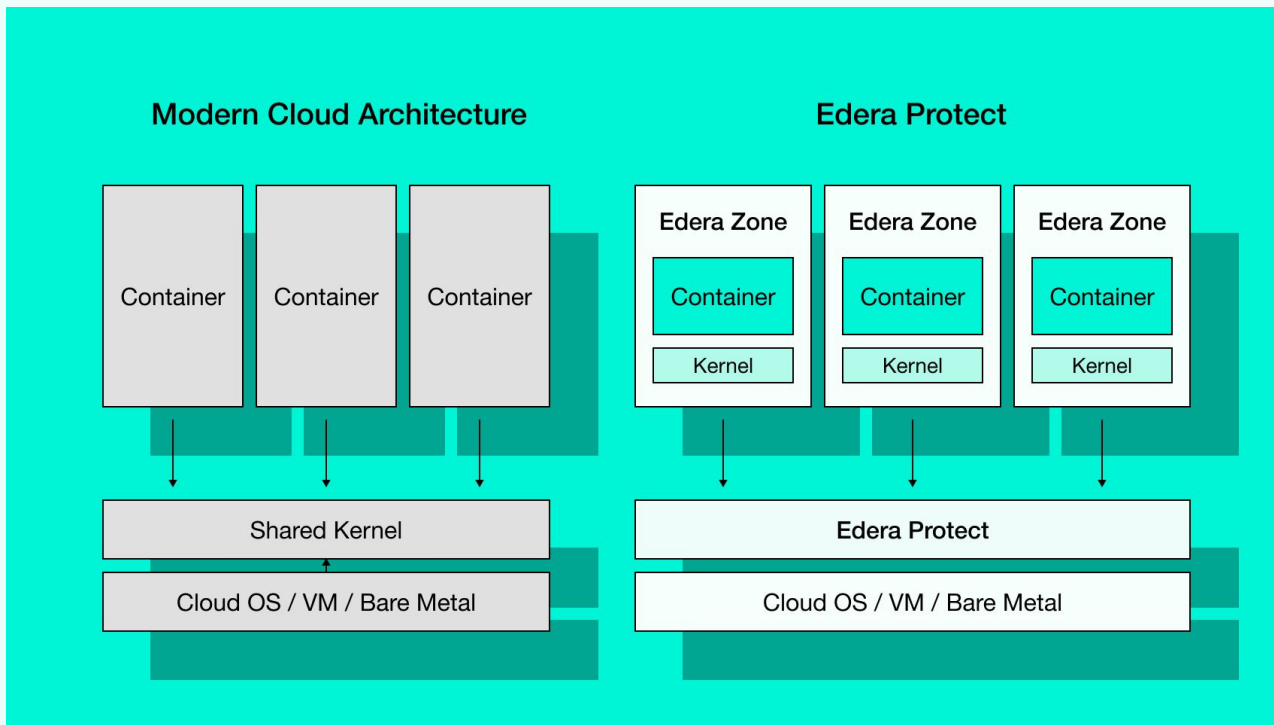 Modern Cloud Architecture
Container
Container
Container
Shared Kernel
Cloud OS / VM / Bare Metal
Edera Protect
Edera Zone
Container
Kernel
Edera Zone
Container
Kernel
Edera Zone
Container
Kernel
Edera Protect
Cloud OS / VM / Bare Metal